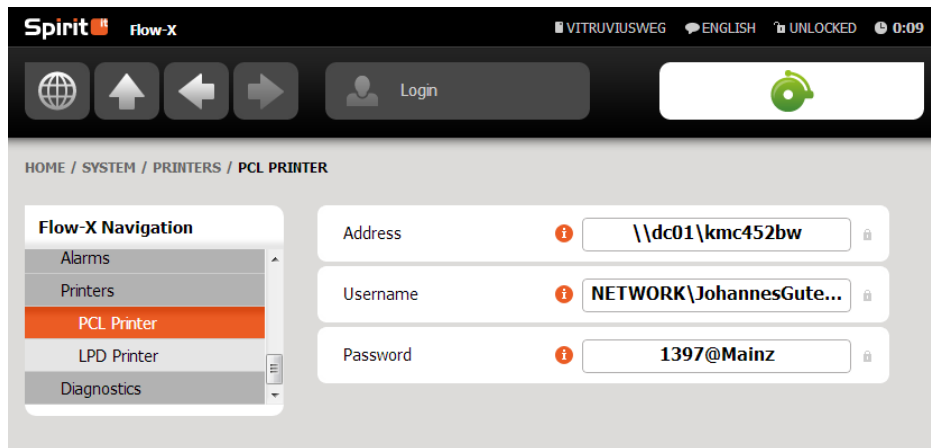 Spirit it Flow-X VITRUVIUSWEG ENGLISH UNLOCKED 0:09
Login
HOME / SYSTEM / PRINTERS / PCL PRINTER
Flow-X Navigation
Alarms
Printers
PCL Printer
LPD Printer
Diagnostics
Address \\dc01\kmc452bw
Username NETWORK\JohannesGute...
Password 1397@Mainz